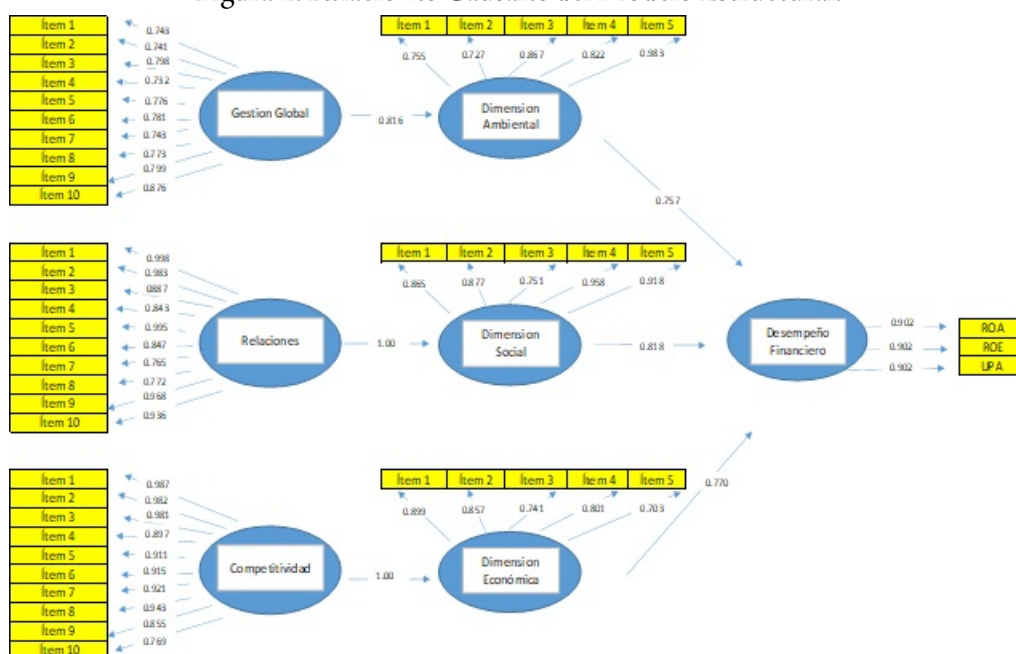 Ítem 1
Ítem 2
Ítem 3
Ítem 4
Ítem 5
Ítem 6
Ítem 7
Ítem 8
Ítem 9
Ítem 10
0.743
0.741
0.798
0.732
0.776
0.781
0.743
0.773
0.799
0.876
Gestion Global
0.816
Ítem 1 Ítem 2 Ítem 3 Ítem 4 Ítem 5
0.755 0.727 0.867 0.822 0.983
Dimension
Ambiental
0.757
Ítem 1
Ítem 2
Ítem 3
Ítem 4
Ítem 5
Ítem 6
Ítem 7
Ítem 8
Ítem 9
Ítem 10
0.998
0.983
0887
0.843
0.995
0.847
0.765
0.772
0.968
0.936
Relaciones
1.00
Ítem 1 Ítem 2 Ítem 3 Ítem 4 Ítem 5
0.865 0.877 0.751 0.958 0.918
Dimension
Social
0.818
Desempeño
Financiero
0.902
0.902
0.902
ROA
ROE
UPA
Ítem 1
Ítem 2
Ítem 3
Ítem 4
Ítem 5
Ítem 6
Ítem 7
Ítem 8
Ítem 9
Ítem 10
0.987
0.982
0.981
0.897
0.911
0.915
0.921
0.943
0.855
0.769
Competitividad
1.00
Ítem 1 Ítem 2 Ítem 3 Ítem 4 Ítem 5
0.899 0.857 0.741 0.801 0.703
Dimension
Económica
0.770